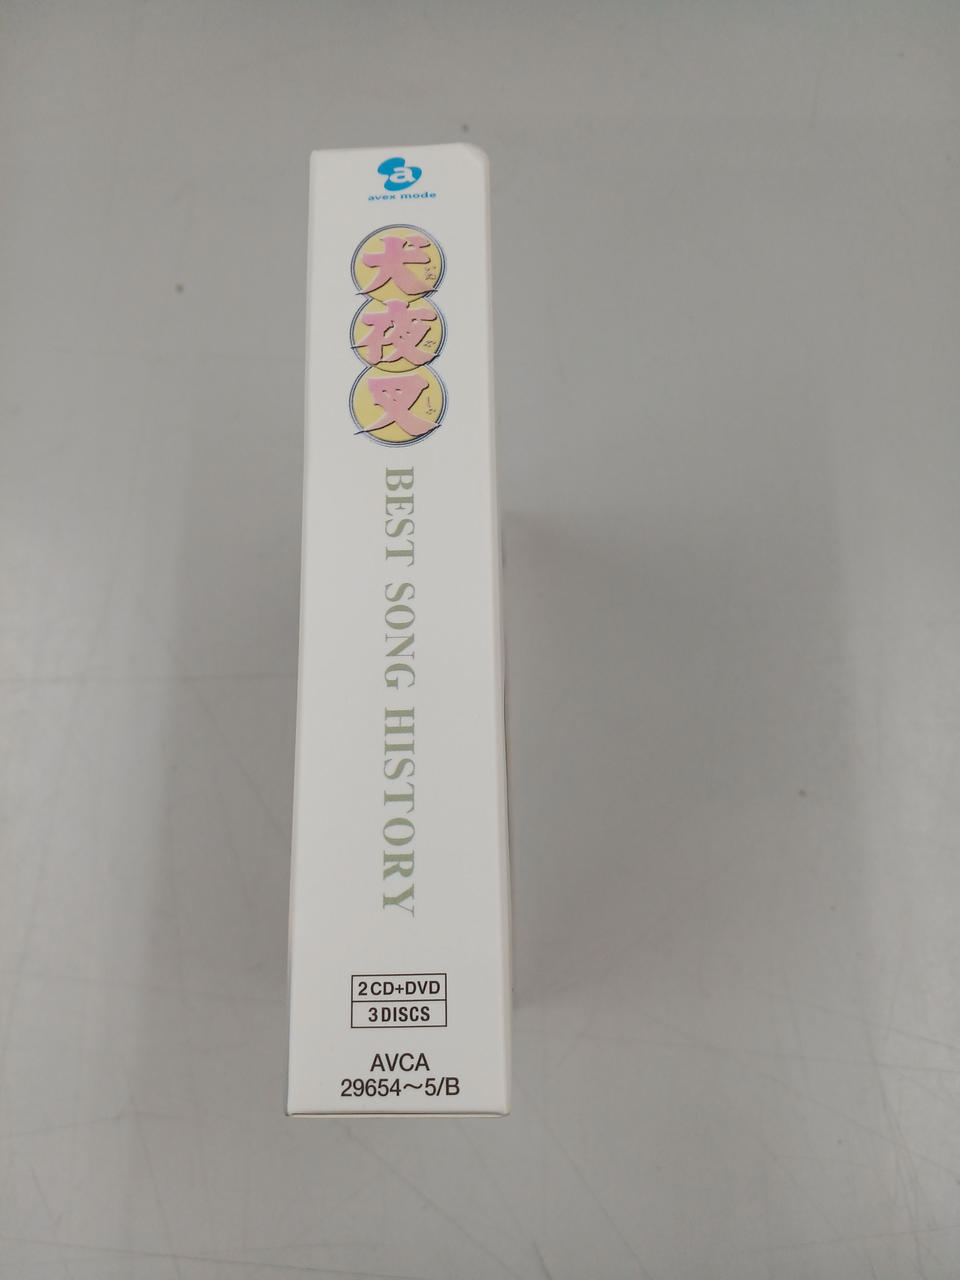 a
avex mode
犬夜叉
BEST SONG HISTORY
2CD+DVD
3DISCS
AVCA
29654〜5/B